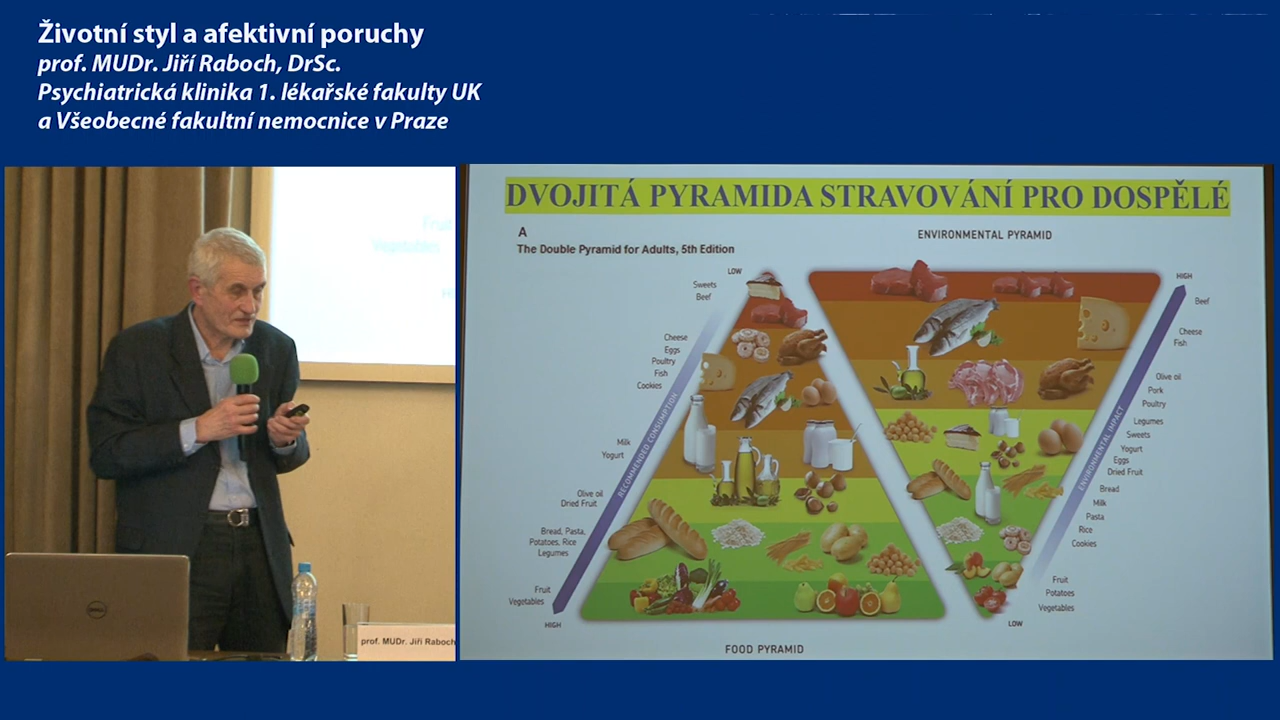 Životní styl a afektivní poruchy
prof. MUDr. Jiří Raboch, DrSc.
Psychiatrická klinika 1. lékařské fakulty UK
a Všeobecné fakultní nemocnice v Praze
Vegetables
DELL
prof. MUDr. Jiří Raboch
DVOJITÁ PYRAMIDA STRAVOVÁNÍ PRO DOSPĚLÉ
A
The Double Pyramid for Adults, 5th Edition
LOW
Sweets
Beef
Cheese
Eggs
Poultry
Fish
Cookies
RECOMMENDED CONSUMPTION
Milk
Yogurt
Olive oil
Dried Fruit
Bread, Pasta,
Potatoes, Rice
Legumes
Fruit
Vegetables
HIGH
FOOD PYRAMID
ENVIRONMENTAL PYRAMID
HIGH
Beef
Cheese
Fish
Olive oil
Pork
Poultry
ENVIRONMENTAL IMPACT
Legumes
Sweets
Yogurt
Eggs
Dried Fruit
Bread
Milk
Pasta
Rice
Cookies
Fruit
Potatoes
Vegetables
LOW